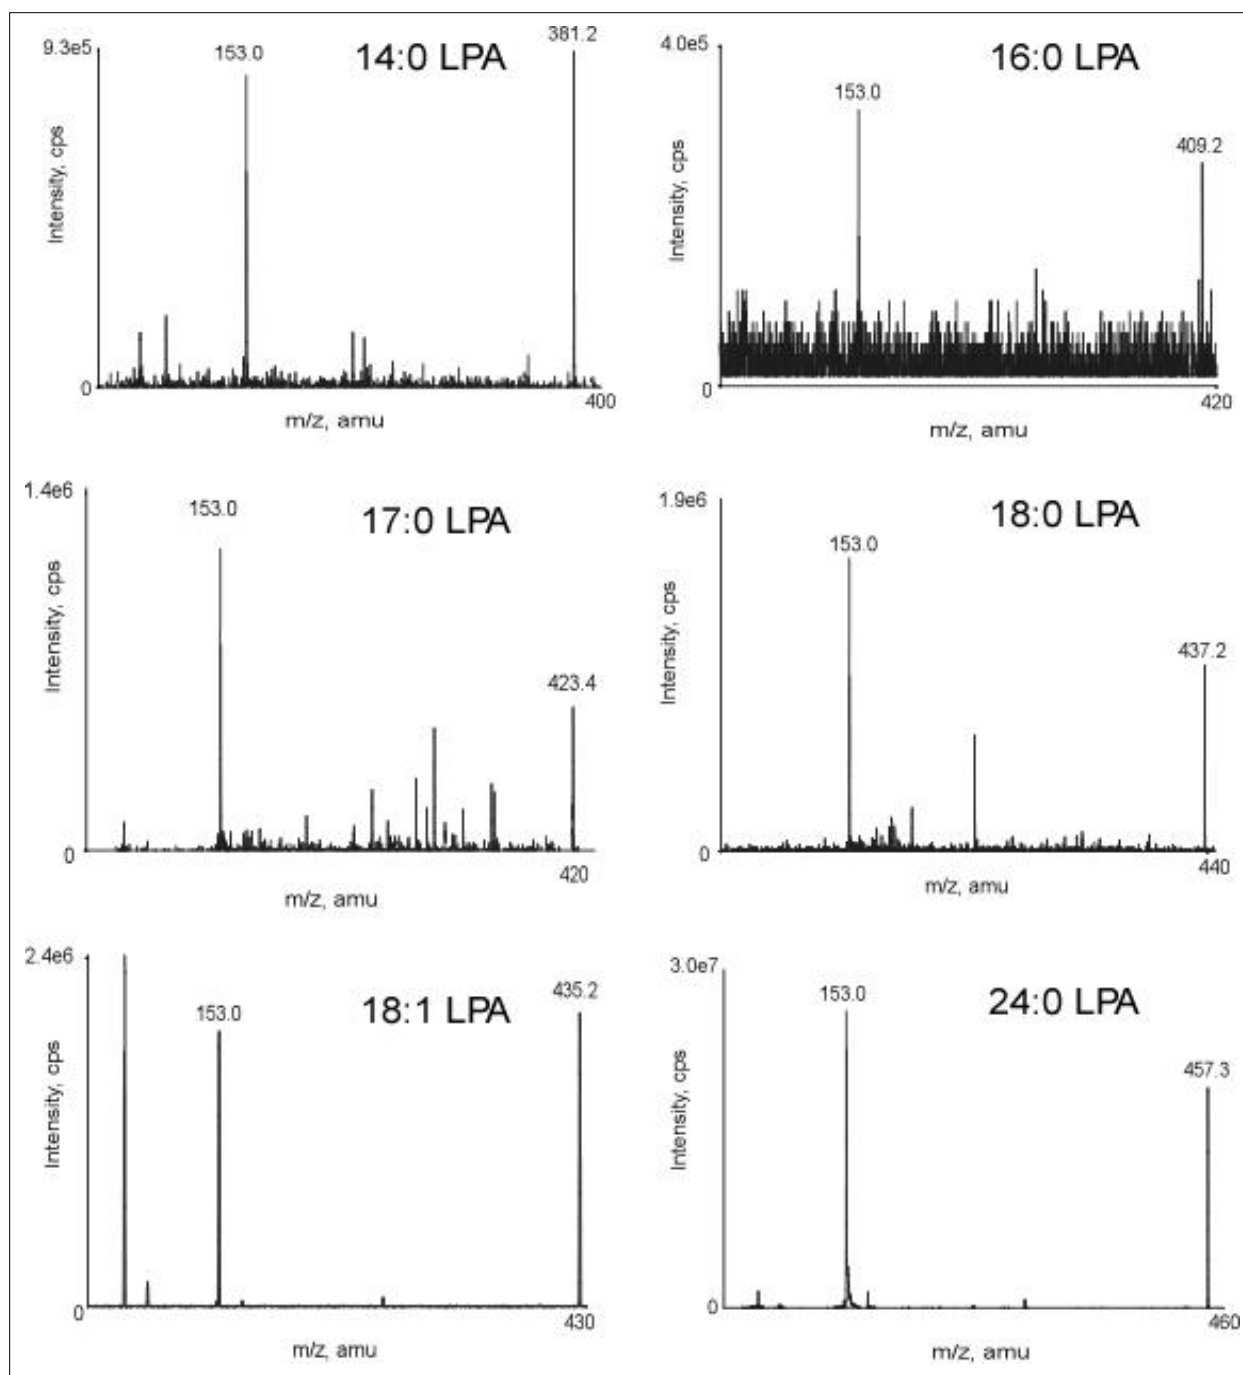 9.3e5
153.0
14:0 LPA
381.2
Intensity, cps
0
400
m/z, amu
4.0e5
153.0
16:0 LPA
409.2
Intensity, cps
0
420
m/z, amu
1.4e6
153.0
17:0 LPA
423.4
Intensity, cps
0
420
m/z, amu
1.9e6
153.0
18:0 LPA
437.2
Intensity, cps
0
440
m/z, amu
2.4e6
153.0
18:1 LPA
435.2
Intensity, cps
0
430
m/z, amu
3.0e7
153.0
24:0 LPA
457.3
Intensity, cps
0
460
m/z, amu